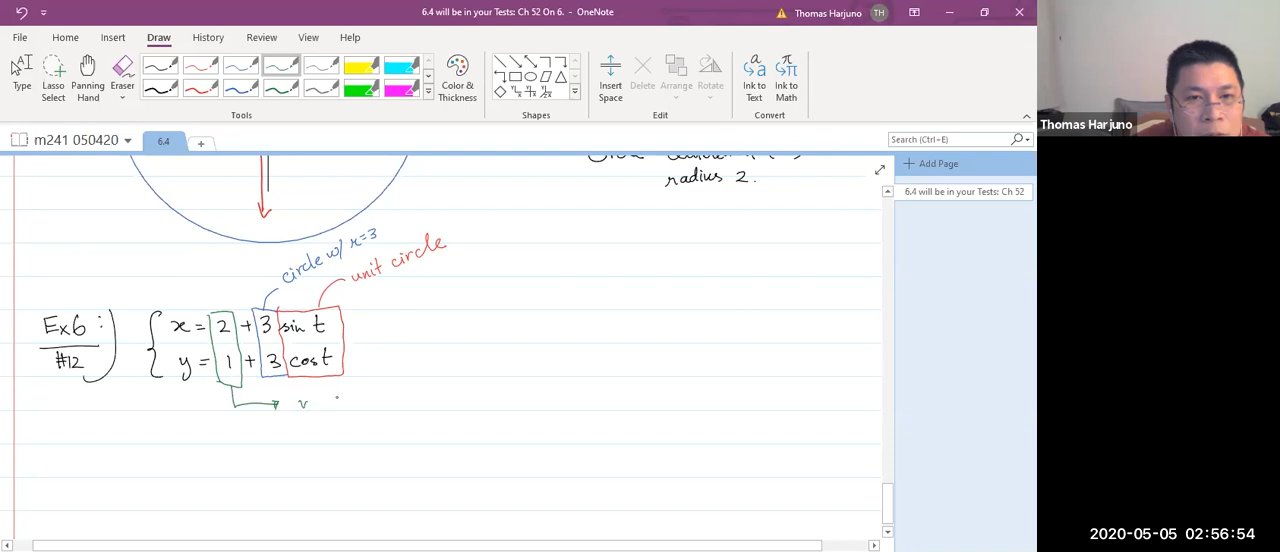 6.4 will be in your Tests: Ch 52 On 6. - OneNote
Thomas Harjuno
TH
File
Home
Insert
Draw
History
Review
View
Help
Type
Lasso Select
Panning Hand
Eraser
Color & Thickness
Insert Space
Delete
Arrange
Rotate
Ink to Text
Ink to Math
Tools
Shapes
Edit
Convert
m241 050420
6.4
Search (Ctrl+E)
Add Page
6.4 will be in your Tests: Ch 52
radius 2.
circle w/ r=3
unit circle
Ex6:
#12
x = 2 + 3 sin t
y = 1 + 3 cos t
Thomas Harjuno
2020-05-05 02:56:54